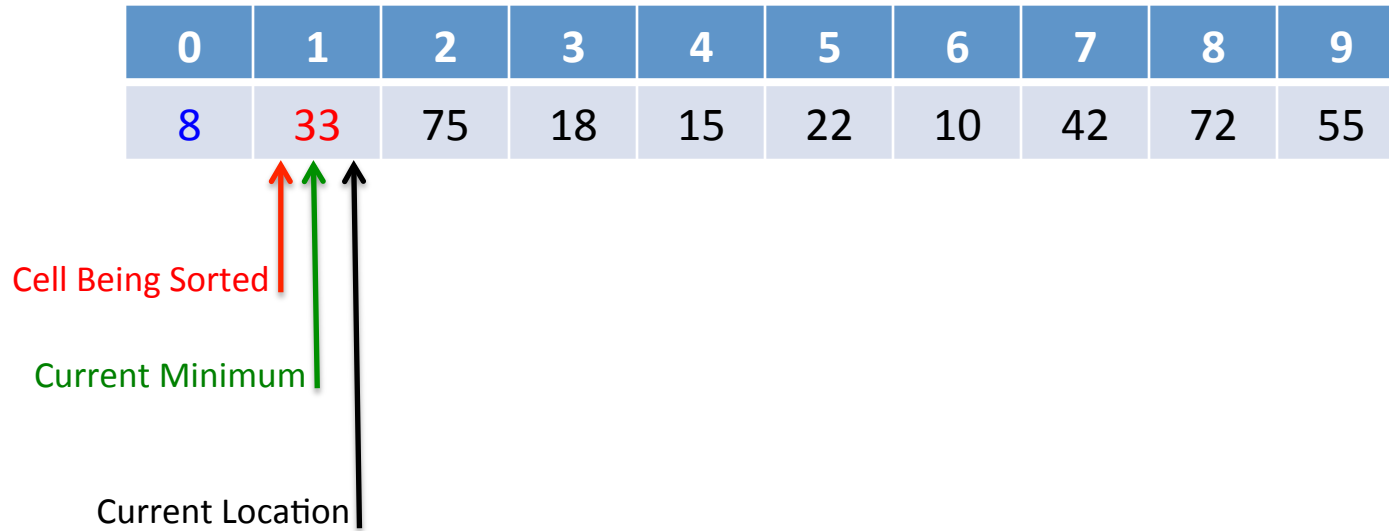 0 1 2 3 4 5 6 7 8 9
8 33 75 18 15 22 10 42 72 55
Cell Being Sorted
Current Minimum
Current Location